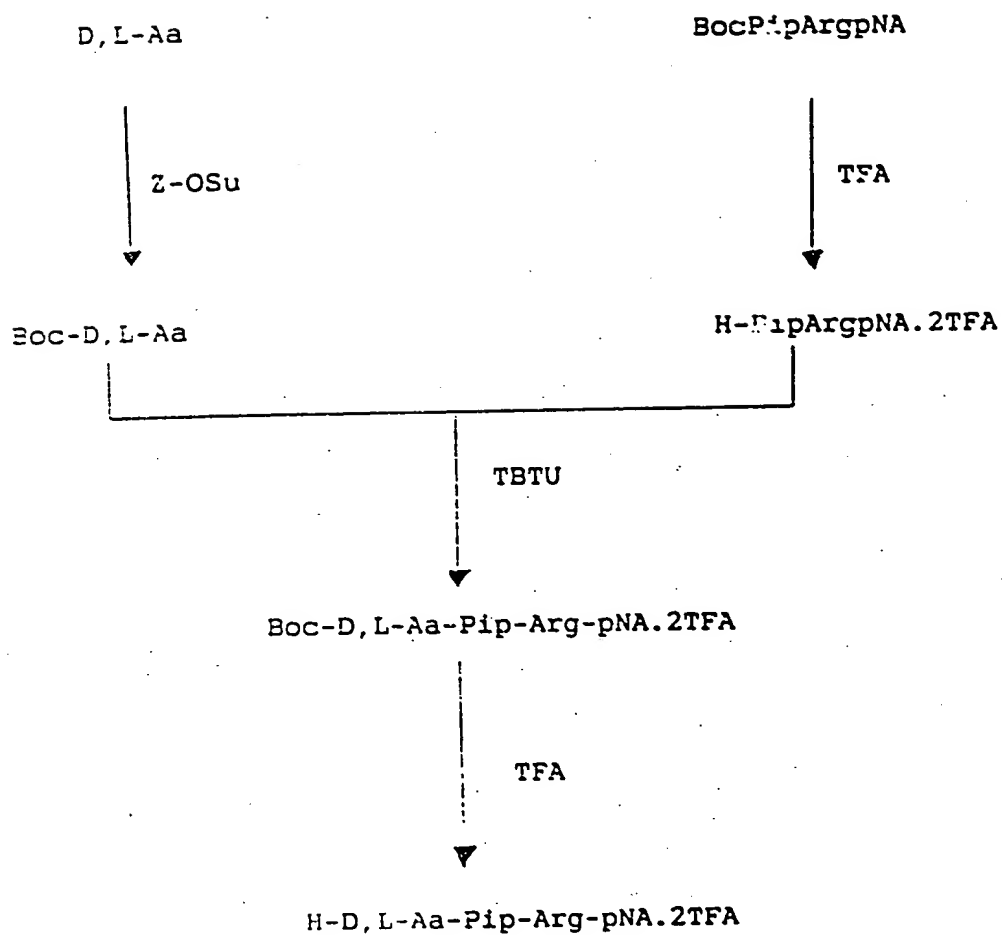 D,L-Aa
BocPipArgpNA
Z-OSu
TFA
Boc-D,L-Aa
H-PipArgpNA.2TFA
TBTU
Boc-D,L-Aa-Pip-Arg-pNA.2TFA
TFA
H-D,L-Aa-Pip-Arg-pNA.2TFA